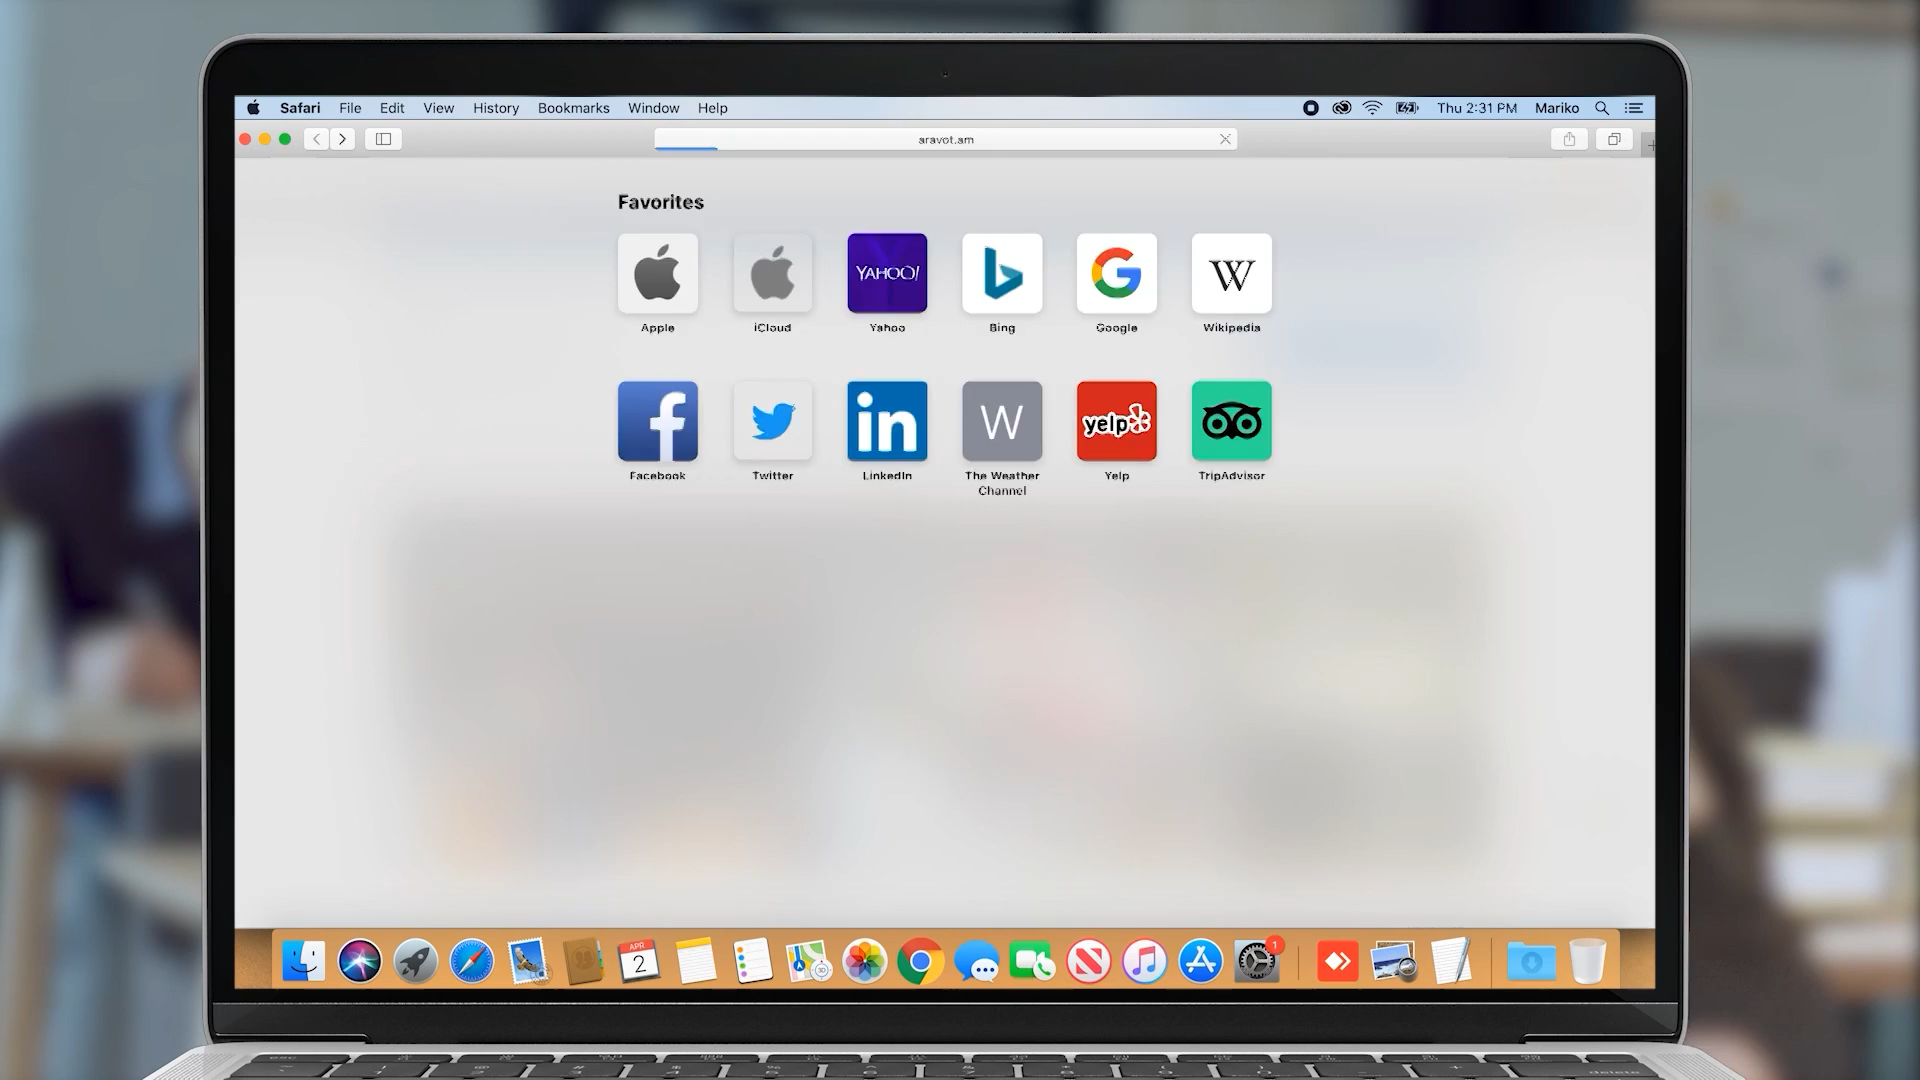 Safari File Edit View History Bookmarks Window Help Thu 2:31 PM Mariko
aravot.am
Favorites
YAHOO!
W
Apple iCloud Yahoo Bing Google Wikipedia
f in W yelp
Facebook Twitter LinkedIn The Weather Channel Yelp TripAdvisor
APR
2
1